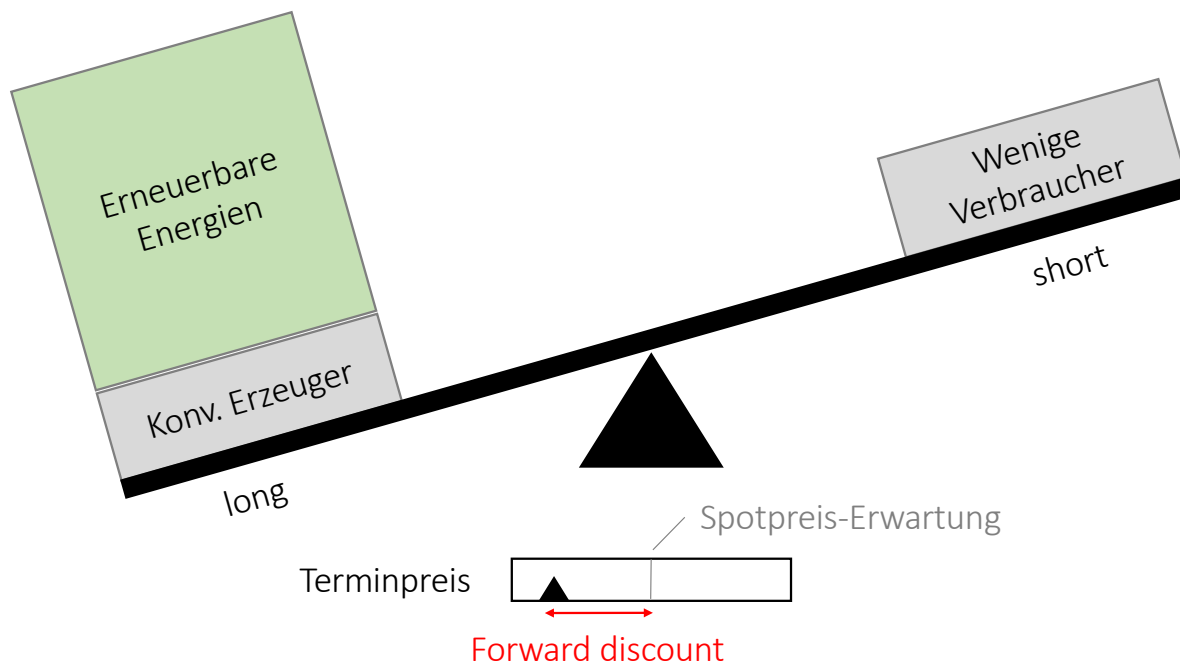 Erneuerbare
Energien
Konv. Erzeuger
long
Wenige
Verbraucher
short
Spotpreis-Erwartung
Terminpreis
Forward discount